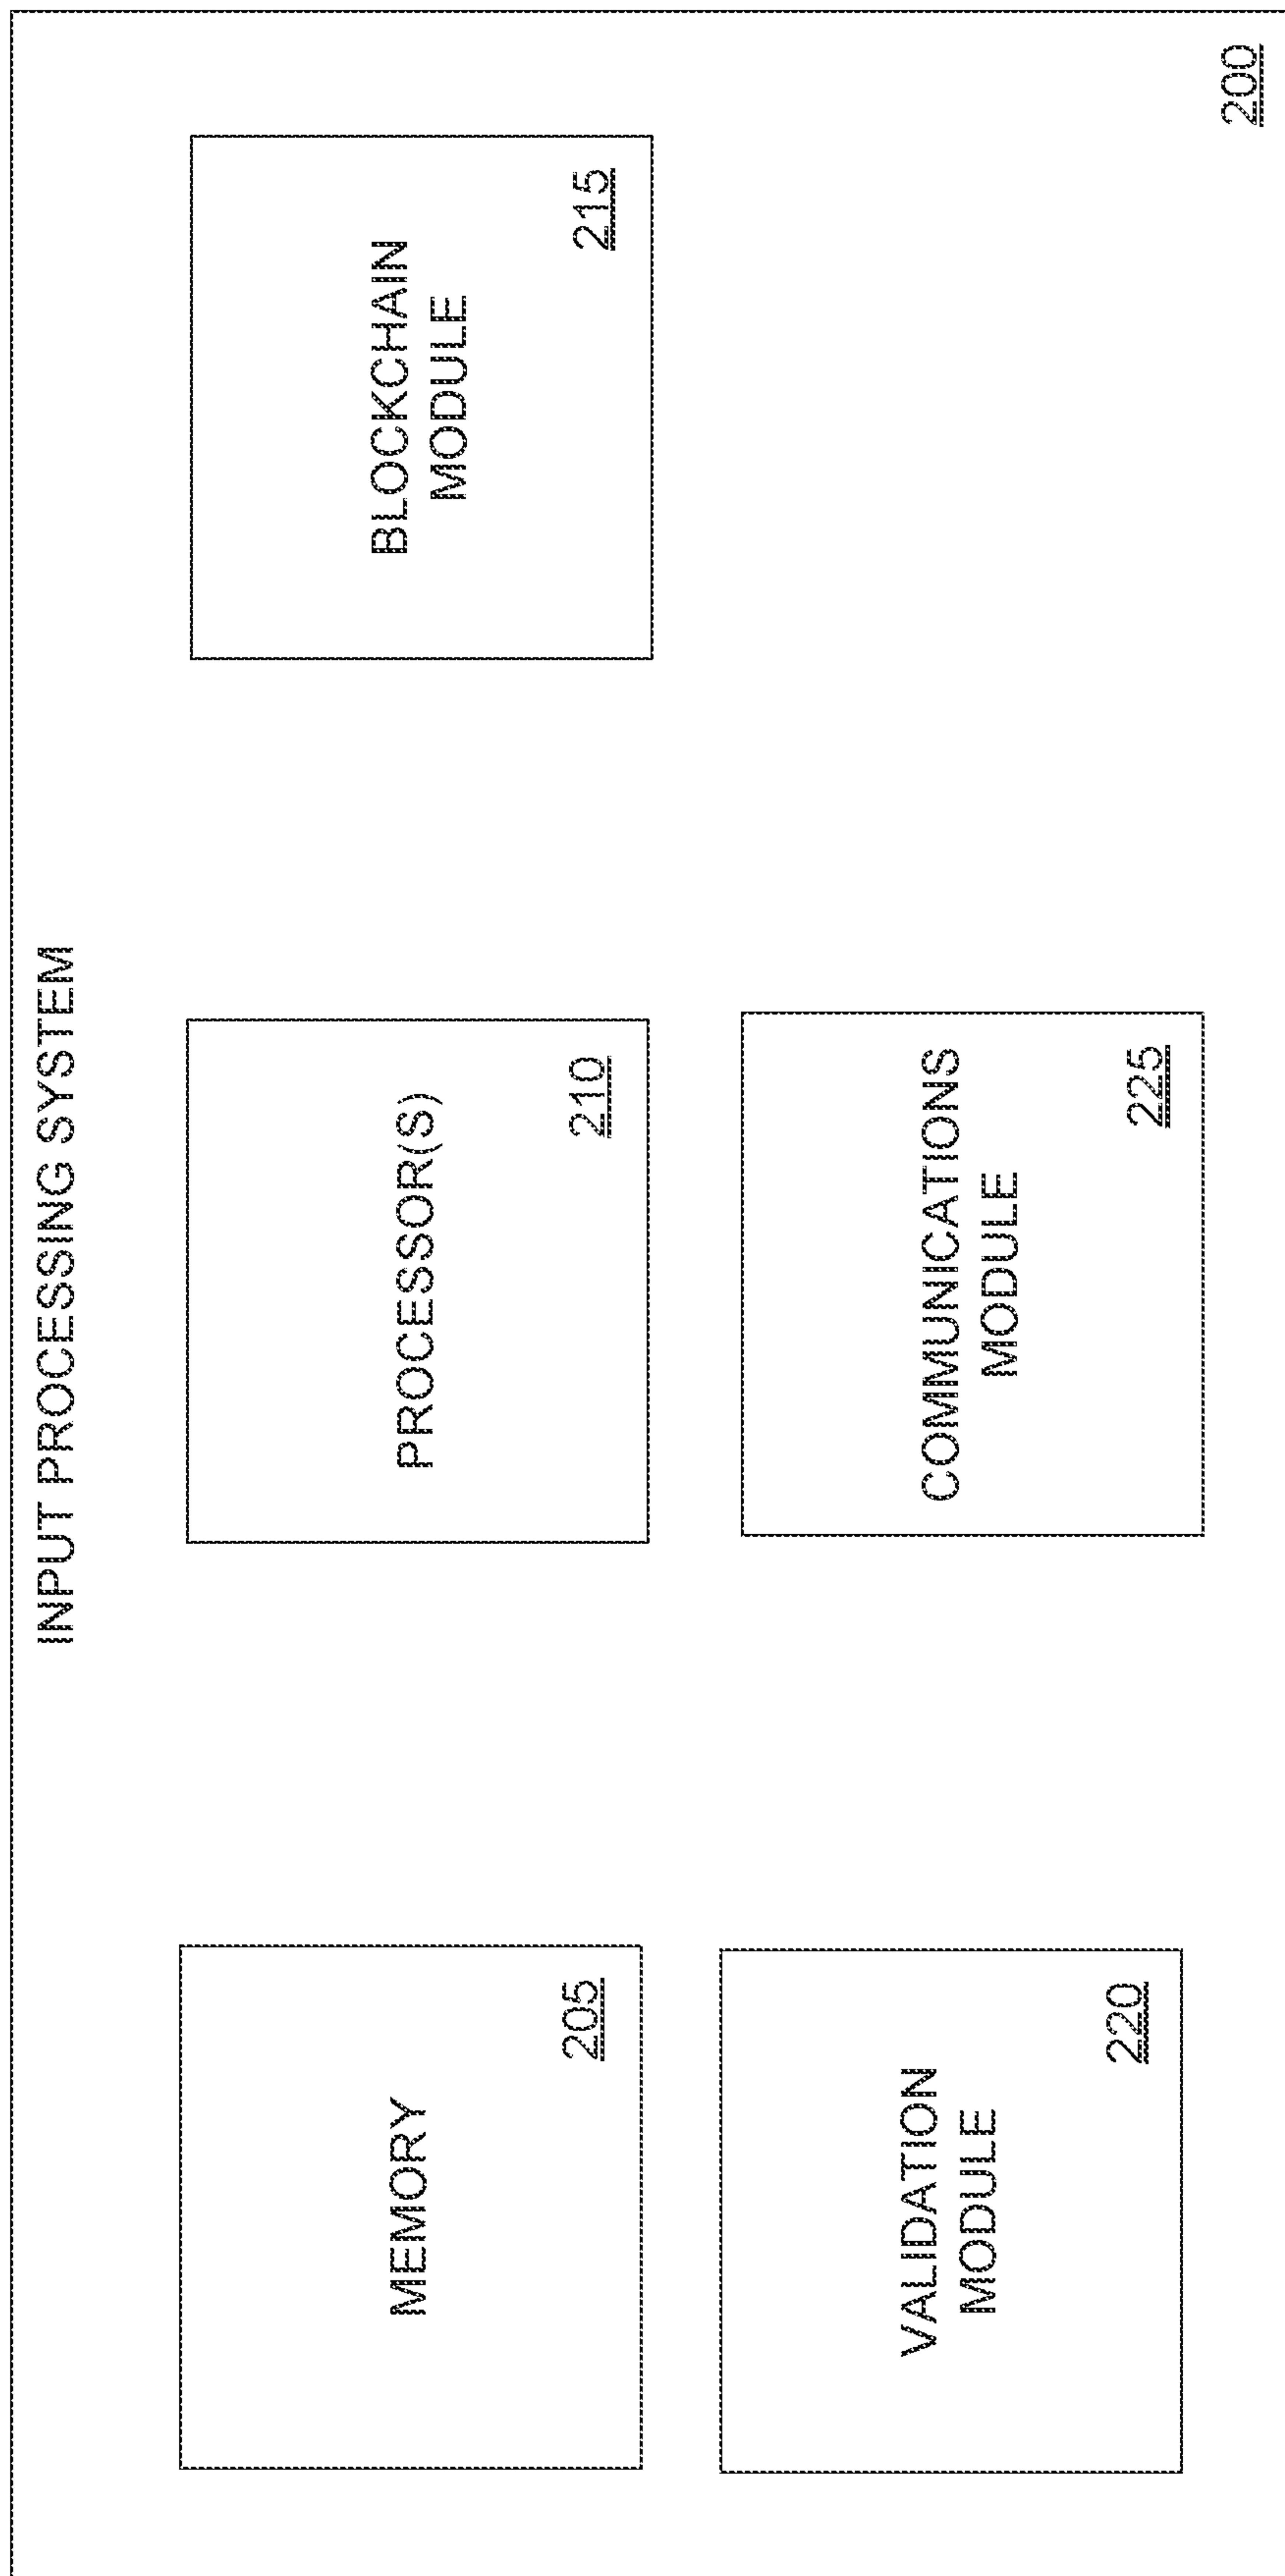 INPUT PROCESSING SYSTEM
MEMORY
205
PROCESSOR(S)
210
BLOCKCHAIN
MODULE
215
VALIDATION
MODULE
220
COMMUNICATIONS
MODULE
225
200